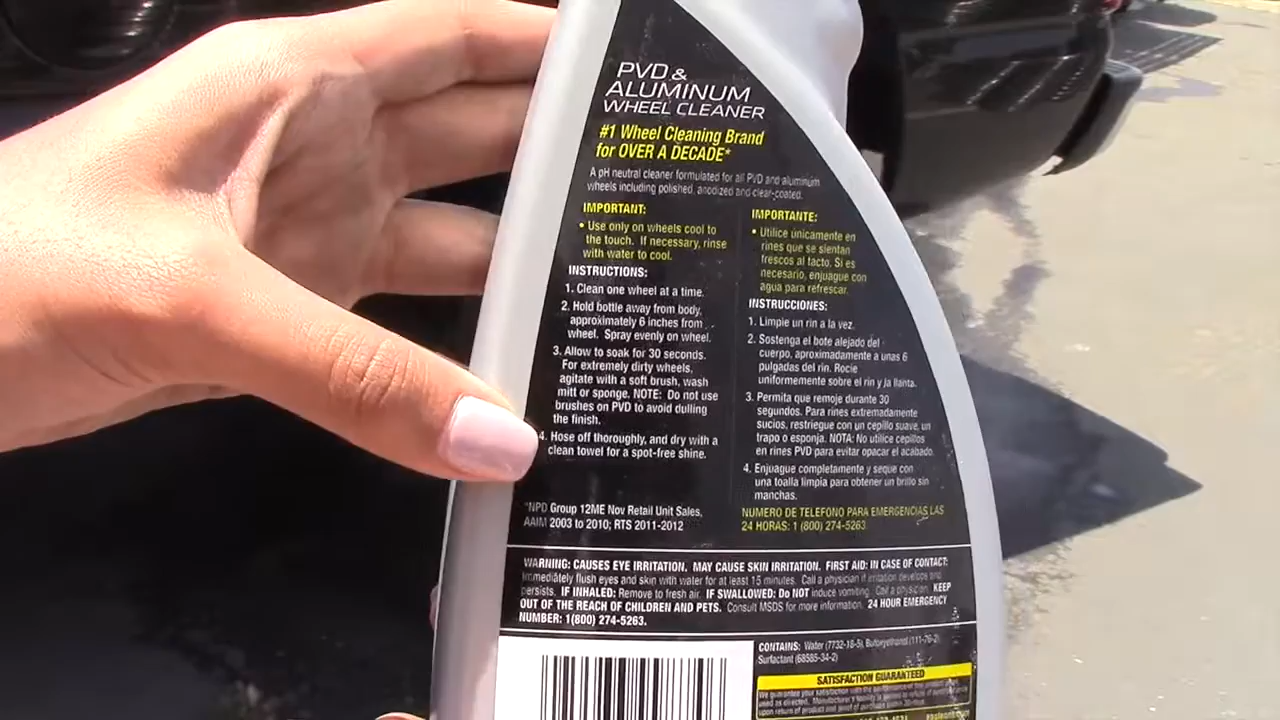 PVD &
ALUMINUM
WHEEL CLEANER
#1 Wheel Cleaning Brand
for OVER A DECADE*
A pH neutral cleaner formulated for all PVD and aluminum
wheels including polished, anodized and clear-coated.
IMPORTANT:
• Use only on wheels cool to
the touch. If necessary, rinse
with water to cool.
INSTRUCTIONS:
1. Clean one wheel at a time.
2. Hold bottle away from body,
approximately 6 inches from
wheel. Spray evenly on wheel.
3. Allow to soak for 30 seconds.
For extremely dirty wheels,
agitate with a soft brush, wash
mitt or sponge. NOTE: Do not use
brushes on PVD to avoid dulling
the finish.
4. Hose off thoroughly, and dry with a
clean towel for a spot-free shine.
*NPD Group 12ME Nov Retail Unit Sales,
AAIM 2003 to 2010; RTS 2011-2012
IMPORTANTE:
• Utilice únicamente en
rines que se sientan
frescos al tacto. Si es
necesario, enjuague con
agua para refrescar.
INSTRUCCIONES:
1. Limpie un rin a la vez.
2. Sostenga el bote alejado del
cuerpo, aproximadamente a unas 6
pulgadas del rin. Rocíe
uniformemente sobre el rin y la llanta.
3. Permita que remoje durante 30
segundos. Para rines extremadamente
sucios, restriegue con un cepillo suave, un
trapo o esponja. NOTA: No utilice cepillos
en rines PVD para evitar opacar el acabado.
4. Enjuague completamente y seque con
una toalla limpia para obtener un brillo sin
manchas.
NUMERO DE TELEFONO PARA EMERGENCIAS LAS
24 HORAS: 1 (800) 274-5263
WARNING: CAUSES EYE IRRITATION. MAY CAUSE SKIN IRRITATION. FIRST AID: IN CASE OF CONTACT:
Immediately flush eyes and skin with water for at least 15 minutes. Call a physician if irritation develops and
persists. IF INHALED: Remove to fresh air. IF SWALLOWED: Do NOT induce vomiting. Call a physician. KEEP
OUT OF THE REACH OF CHILDREN AND PETS. Consult MSDS for more information. 24 HOUR EMERGENCY
NUMBER: 1(800) 274-5263.
CONTAINS: Water (7732-18-5), Butoxyethanol (111-76-2),
Surfactant (68585-34-2)
SATISFACTION GUARANTEED
We guarantee your satisfaction with the performance of this product when
used as directed.